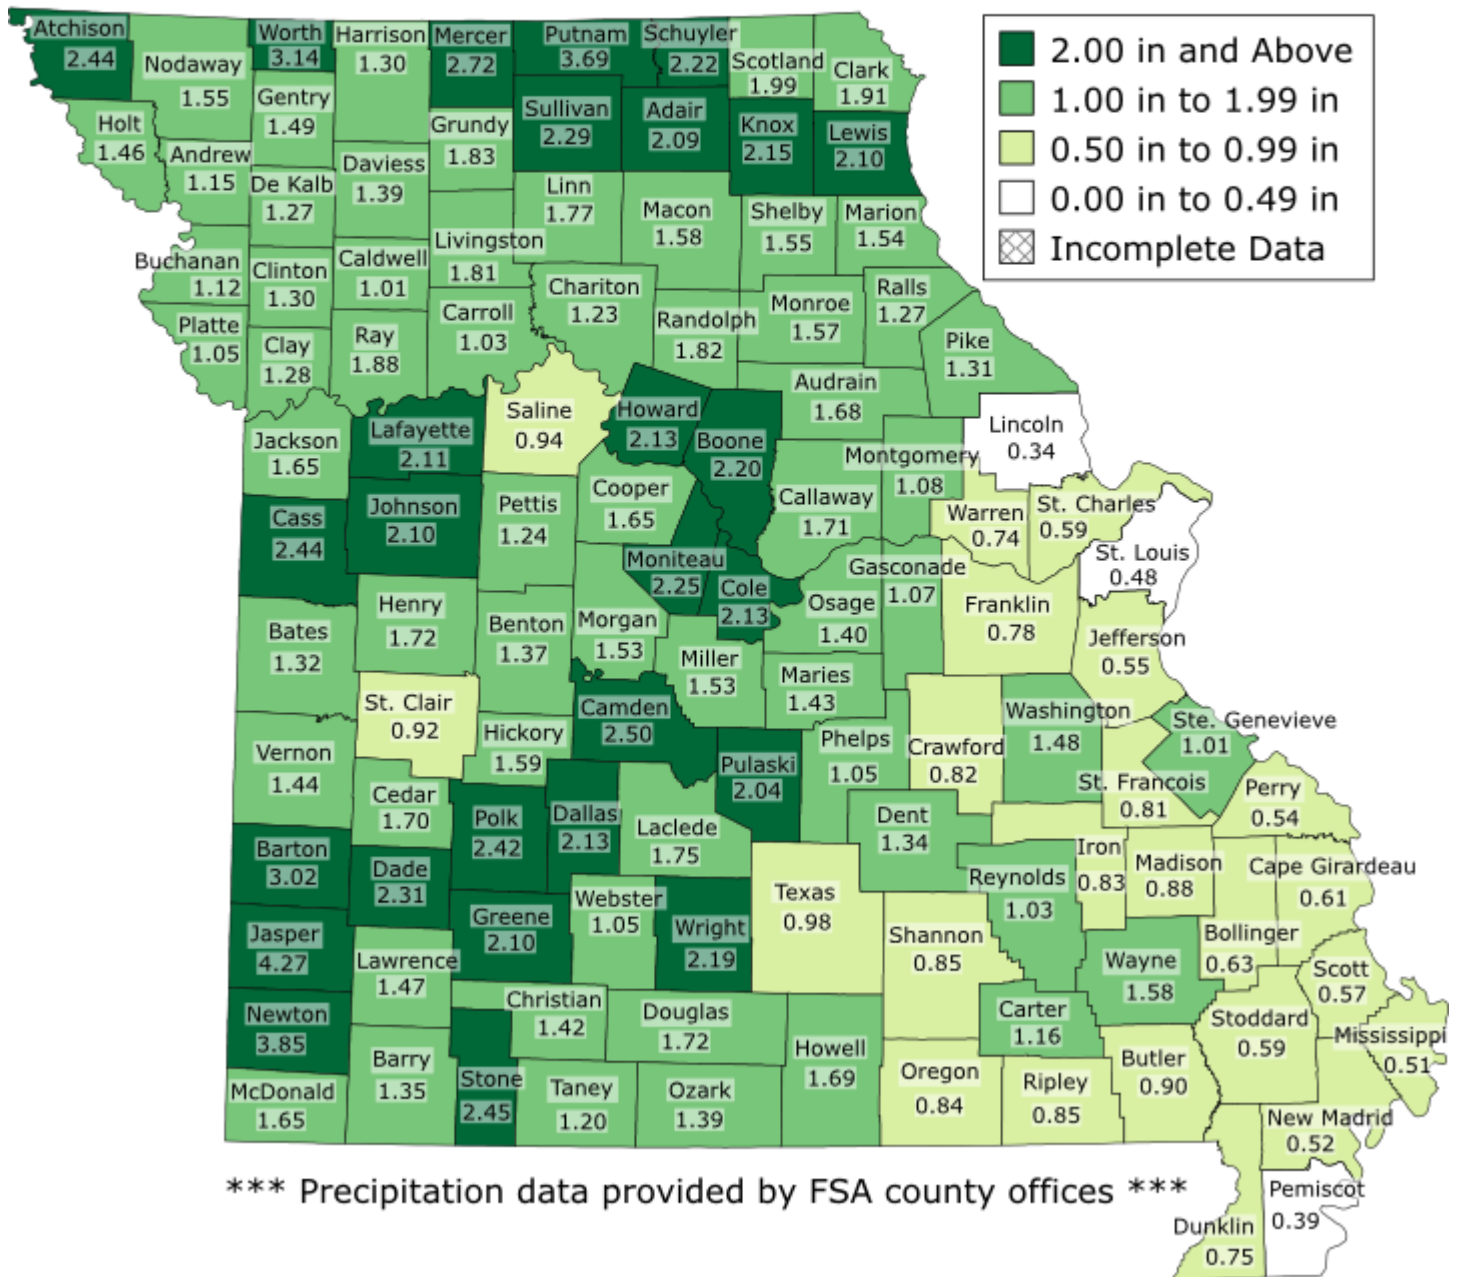 Atchison
2.44
Nodaway
1.55
Worth
3.14
Harrison
1.30
Mercer
2.72
Putnam
3.69
Schuyler
2.22
Scotland
1.99
Clark
1.91
2.00 in and Above
1.00 in to 1.99 in
0.50 in to 0.99 in
0.00 in to 0.49 in
Incomplete Data
Holt
1.46
Andrew
1.15
Gentry
1.49
De Kalb
1.27
Daviess
1.39
Grundy
1.83
Sullivan
2.29
Adair
2.09
Knox
2.15
Lewis
2.10
Linn
1.77
Macon
1.58
Shelby
1.55
Marion
1.54
Buchanan
1.12
Clinton
1.30
Caldwell
1.01
Livingston
1.81
Chariton
1.23
Randolph
1.82
Monroe
1.57
Ralls
1.27
Pike
1.31
Platte
1.05
Clay
1.28
Ray
1.88
Carroll
1.03
Saline
0.94
Howard
2.13
Boone
2.20
Audrain
1.68
Lincoln
0.34
Jackson
1.65
Lafayette
2.11
Montgomery
1.08
Cass
2.44
Johnson
2.10
Pettis
1.24
Cooper
1.65
Callaway
1.71
Warren
0.74
St. Charles
0.59
St. Louis
0.48
Moniteau
2.25
Cole
2.13
Osage
1.40
Gasconade
1.07
Franklin
0.78
Jefferson
0.55
Bates
1.32
Henry
1.72
Benton
1.37
Morgan
1.53
Miller
1.53
Maries
1.43
St. Clair
0.92
Hickory
1.59
Camden
2.50
Pulaski
2.04
Phelps
1.05
Crawford
0.82
Washington
1.48
Ste. Genevieve
1.01
St. Francois
0.81
Perry
0.54
Vernon
1.44
Cedar
1.70
Polk
2.42
Dallas
2.13
Laclede
1.75
Dent
1.34
Iron
0.83
Madison
0.88
Cape Girardeau
0.61
Barton
3.02
Dade
2.31
Greene
2.10
Webster
1.05
Wright
2.19
Texas
0.98
Shannon
0.85
Reynolds
1.03
Wayne
1.58
Bollinger
0.63
Scott
0.57
Jasper
4.27
Lawrence
1.47
Christian
1.42
Douglas
1.72
Howell
1.69
Carter
1.16
Stoddard
0.59
Mississippi
0.51
Newton
3.85
Barry
1.35
Stone
2.45
Taney
1.20
Ozark
1.39
Oregon
0.84
Ripley
0.85
Butler
0.90
McDonald
1.65
New Madrid
0.52
Pemiscot
0.39
Dunklin
0.75
*** Precipitation data provided by FSA county offices ***